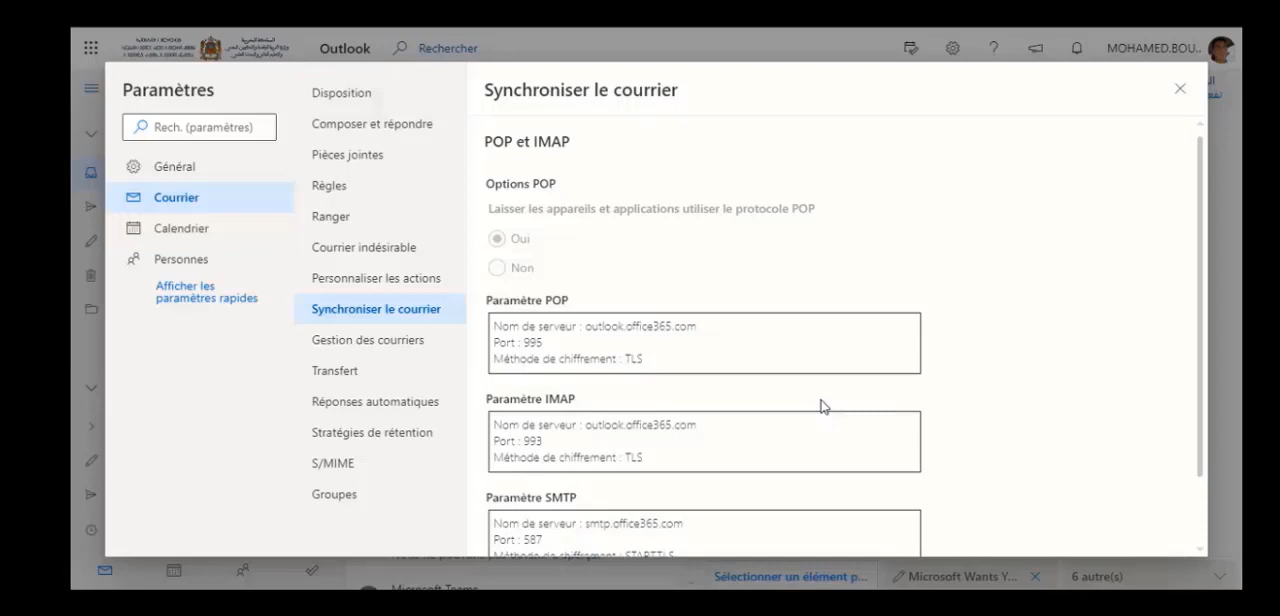 Outlook
Rechercher
MOHAMED.BOU..
Paramètres
Rech. (paramètres)
Général
Courrier
Calendrier
Personnes
Afficher les
paramètres rapides
Disposition
Composer et répondre
Pièces jointes
Règles
Ranger
Courrier indésirable
Personnaliser les actions
Synchroniser le courrier
Gestion des courriers
Transfert
Réponses automatiques
Stratégies de rétention
S/MIME
Groupes
Synchroniser le courrier
POP et IMAP
Options POP
Laisser les appareils et applications utiliser le protocole POP
Oui
Non
Paramètre POP
Nom de serveur : outlook.office365.com
Port : 995
Méthode de chiffrement : TLS
Paramètre IMAP
Nom de serveur : outlook.office365.com
Port : 993
Méthode de chiffrement : TLS
Paramètre SMTP
Nom de serveur : smtp.office365.com
Port : 587
Méthode de chiffrement : STARTTLS
Microsoft Teams
Sélectionner un élément p...
Microsoft Wants Y...
6 autre(s)